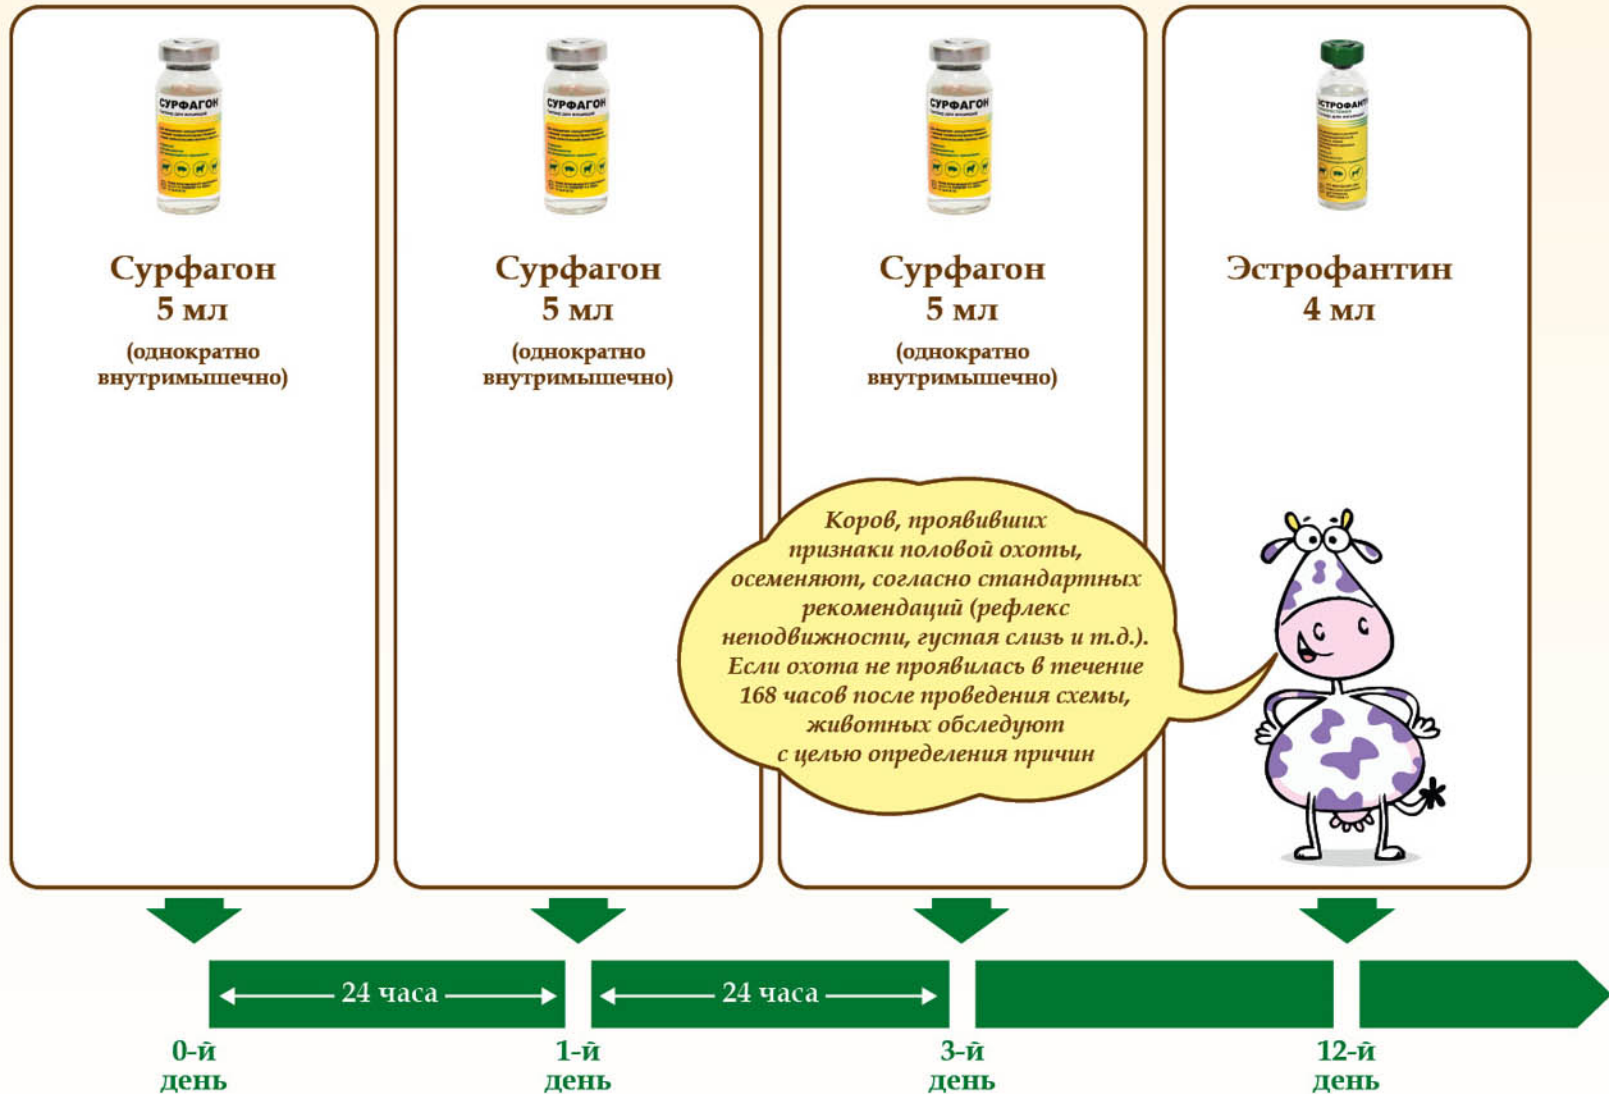 СУРФАГОН
СУРФАГОН
СУРФАГОН
Сурфагон
5 мл
(однократно
внутримышечно)
Сурфагон
5 мл
(однократно
внутримышечно)
Сурфагон
5 мл
(однократно
внутримышечно)
Эстрофантин
4 мл
Коров, проявивших
признаки половой охоты,
осеменяют, согласно стандартных
рекомендаций (рефлекс
неподвижности, густая слизь и т.д.).
Если охота не проявилась в течение
168 часов после проведения схемы,
животных обследуют
с целью определения причин
24 часа
24 часа
0-й
день
1-й
день
3-й
день
12-й
день